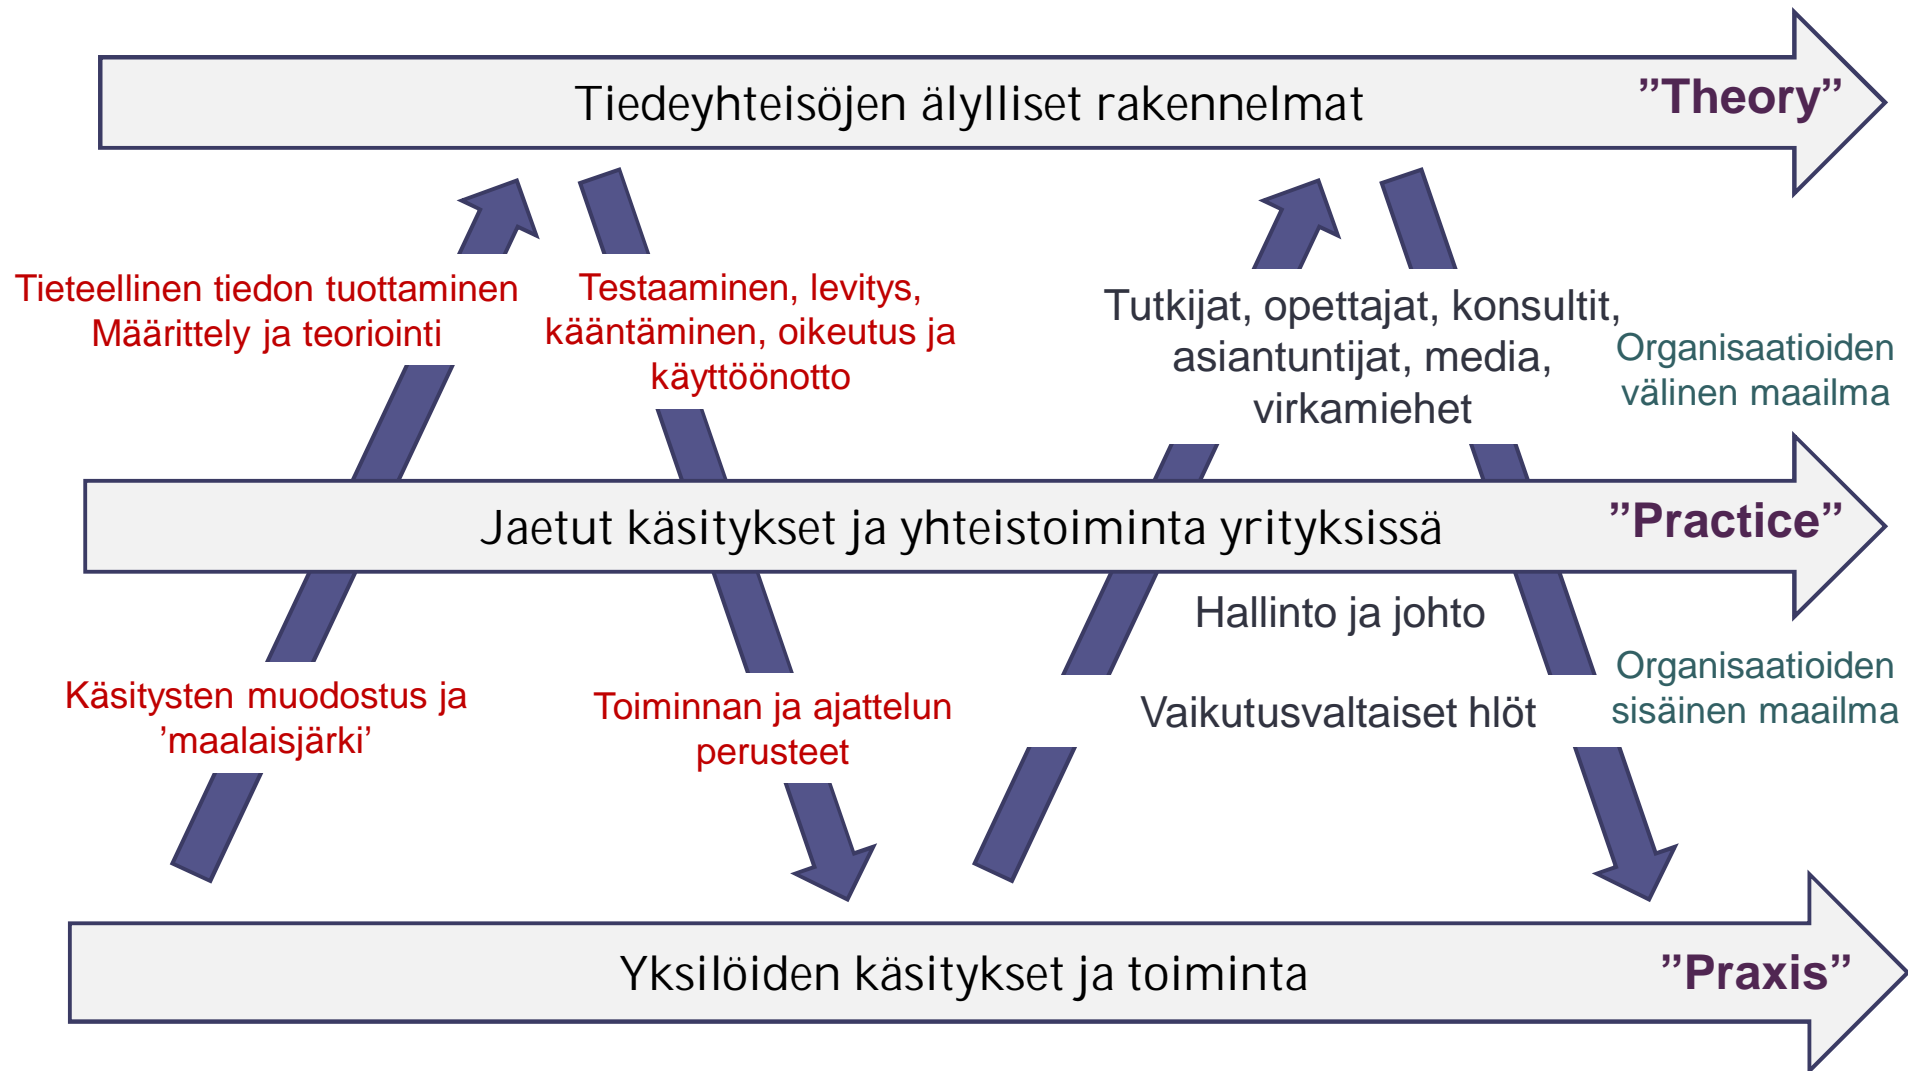 Tiedeyhteisöjen älylliset rakennelmat
”Theory”
Tieteellinen tiedon tuottaminen
Määrittely ja teoriointi
Testaaminen, levitys,
kääntäminen, oikeutus ja
käyttöönotto
Tutkijat, opettajat, konsultit,
asiantuntijat, media,
virkamiehet
Organisaatioiden
välinen maailma
Jaetut käsitykset ja yhteistoiminta yrityksissä
”Practice”
Hallinto ja johto
Käsitysten muodostus ja
’maalaisjärki’
Toiminnan ja ajattelun
perusteet
Vaikutusvaltaiset hlöt
Organisaatioiden
sisäinen maailma
Yksilöiden käsitykset ja toiminta
”Praxis”